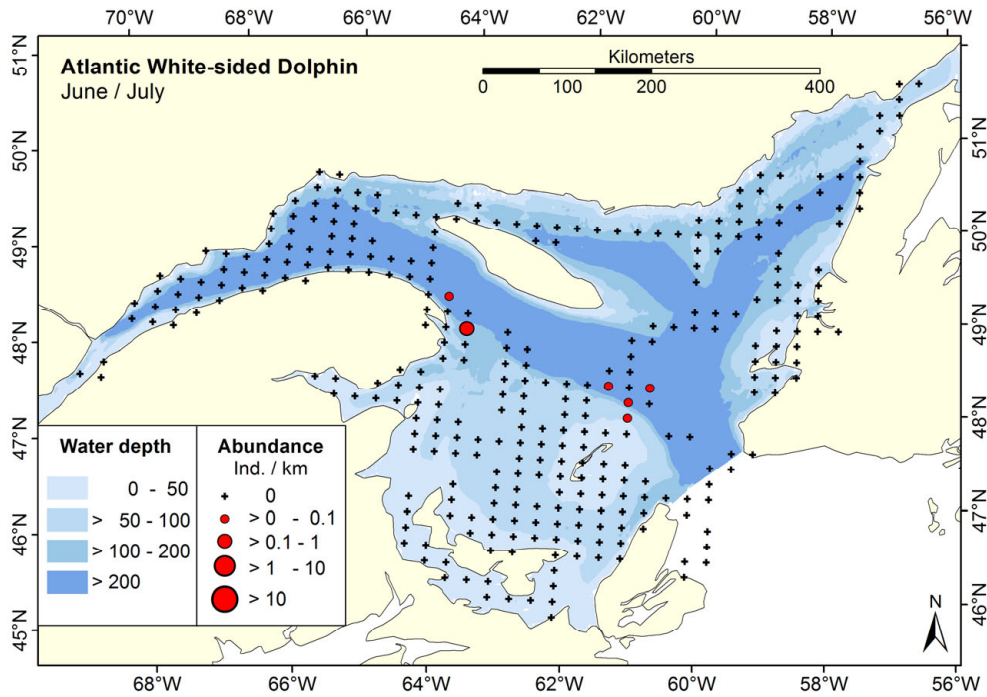 70°W 68°W 66°W 64°W 62°W 60°W 58°W 56°W
51°N
Atlantic White-sided Dolphin
June / July
Kilometers
0 100 200 400
51°N
50°N
50°N
49°N
49°N
48°N
48°N
47°N
47°N
46°N
46°N
45°N
Water depth
0 - 50
> 50 - 100
> 100 - 200
> 200
Abundance
Ind. / km
0
> 0 - 0.1
> 0.1 - 1
> 1 - 10
> 10
N
68°W 66°W 64°W 62°W 60°W 58°W 56°W